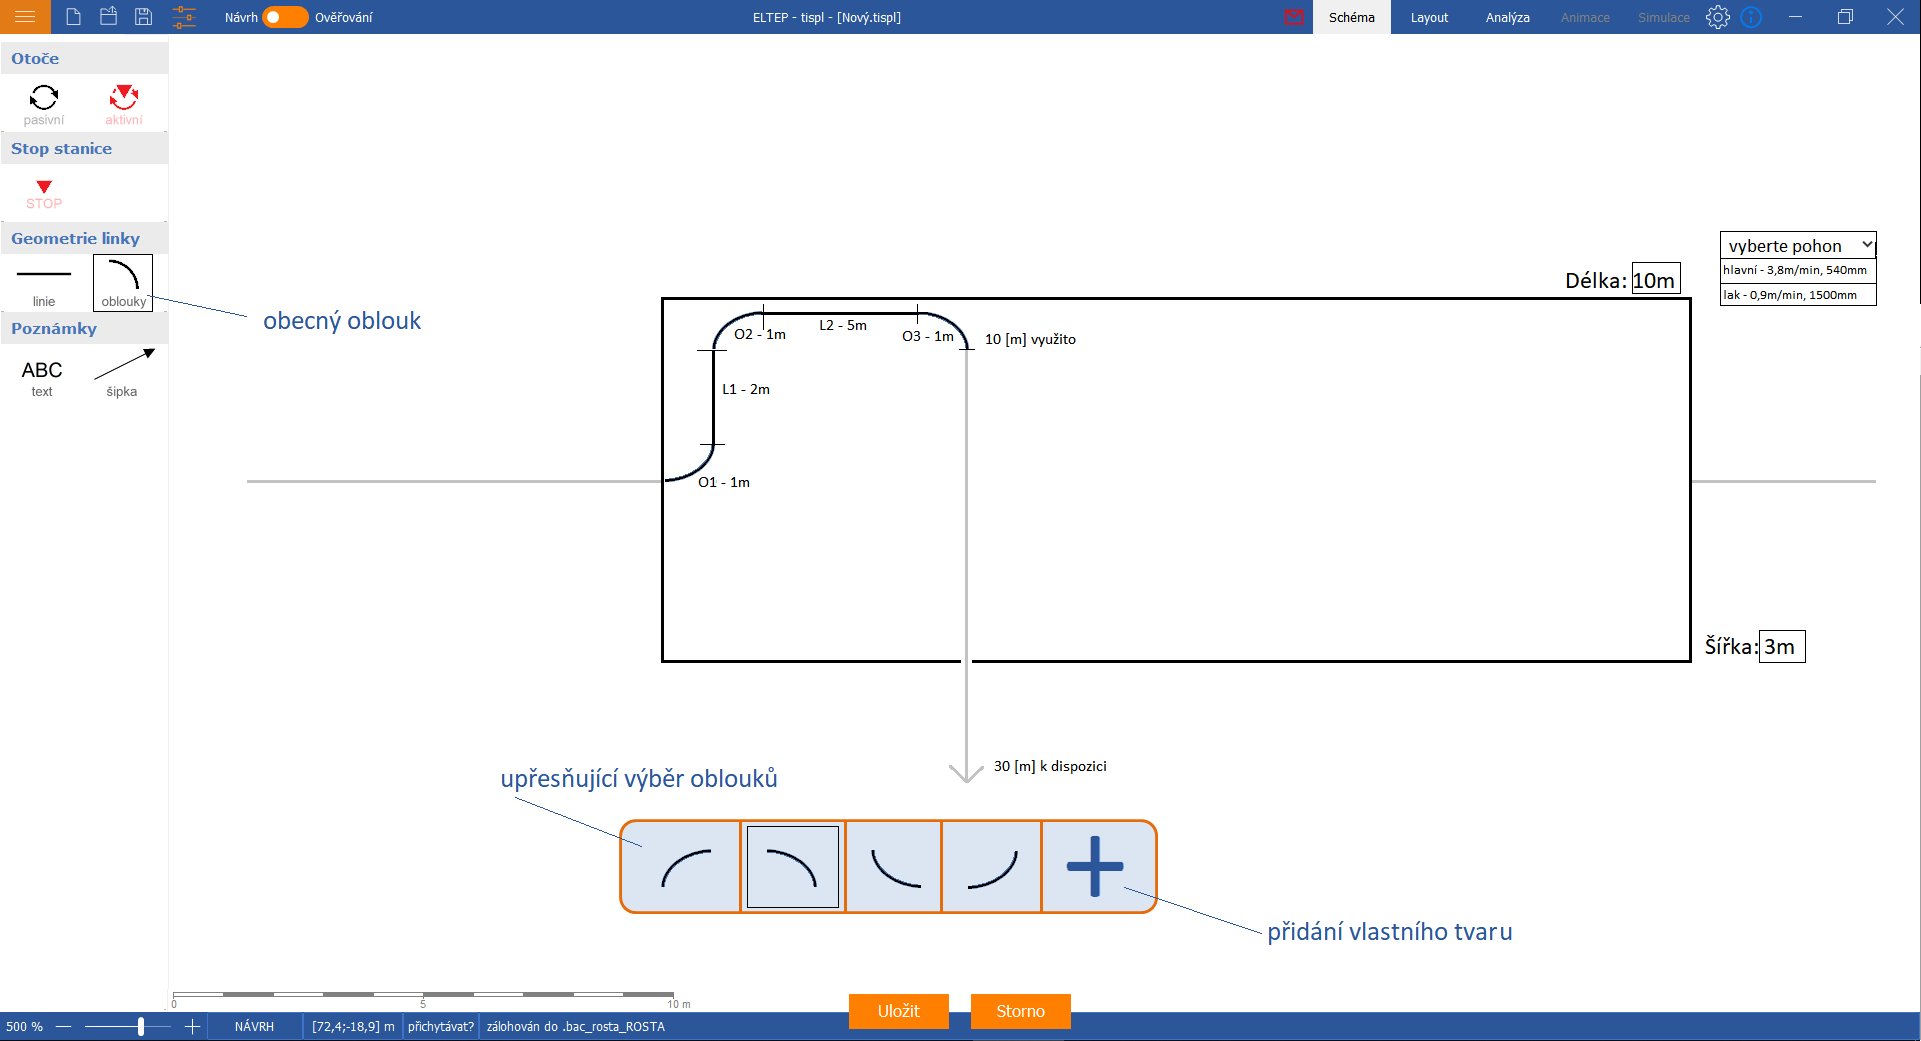 Návrh
Ověřování
ELTEP - tispl - [Nový.tispl]
Schéma
Layout
Analýza
Animace
Simulace
Otoče
pasivní
aktivní
Stop stanice
STOP
Geometrie linky
linie
oblouky
obecný oblouk
Poznámky
ABC
text
šipka
vyberte pohon
hlavní - 3,8m/min, 540mm
lak - 0,9m/min, 1500mm
Délka: 10m
O2 - 1m
L2 - 5m
O3 - 1m
10 [m] využito
L1 - 2m
O1 - 1m
Šířka: 3m
30 [m] k dispozici
upřesňující výběr oblouků
přidání vlastního tvaru
0
5
10 m
Uložit
Storno
500 %
NÁVRH
[72,4;-18,9] m
přichytávat?
zálohován do .bac_rosta_ROSTA